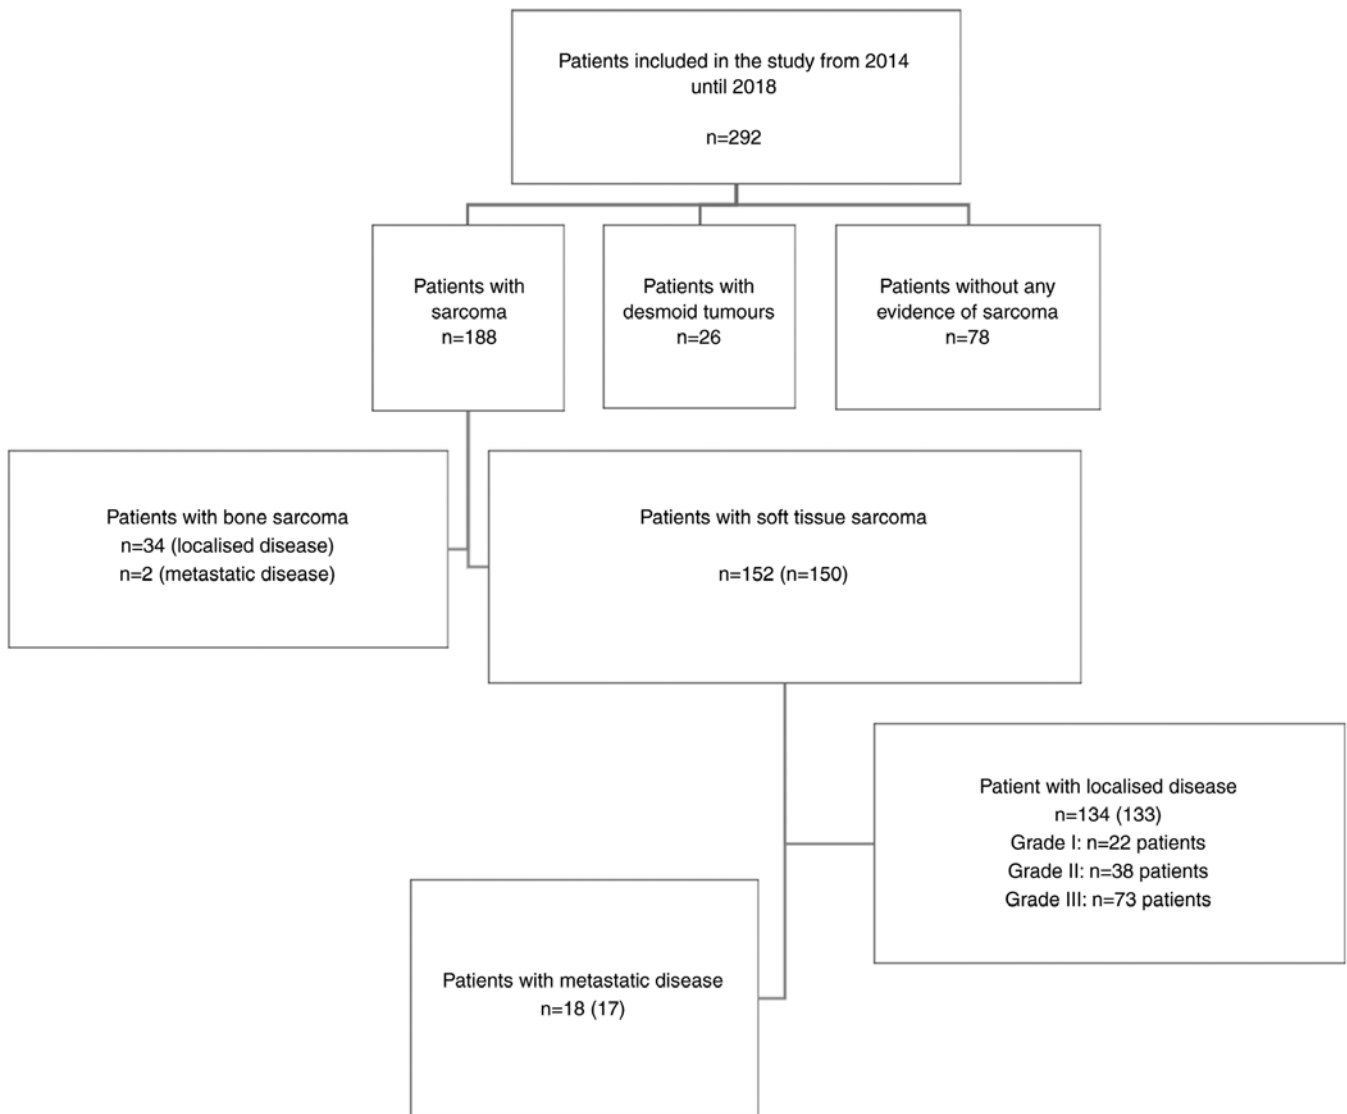 Patients included in the study from 2014
until 2018
n=292
Patients with
sarcoma
n=188
Patients with
desmoid tumours
n=26
Patients without any
evidence of sarcoma
n=78
Patients with bone sarcoma
n=34 (localised disease)
n=2 (metastatic disease)
Patients with soft tissue sarcoma
n=152 (n=150)
Patient with localised disease
n=134 (133)
Grade I: n=22 patients
Grade II: n=38 patients
Grade III: n=73 patients
Patients with metastatic disease
n=18 (17)